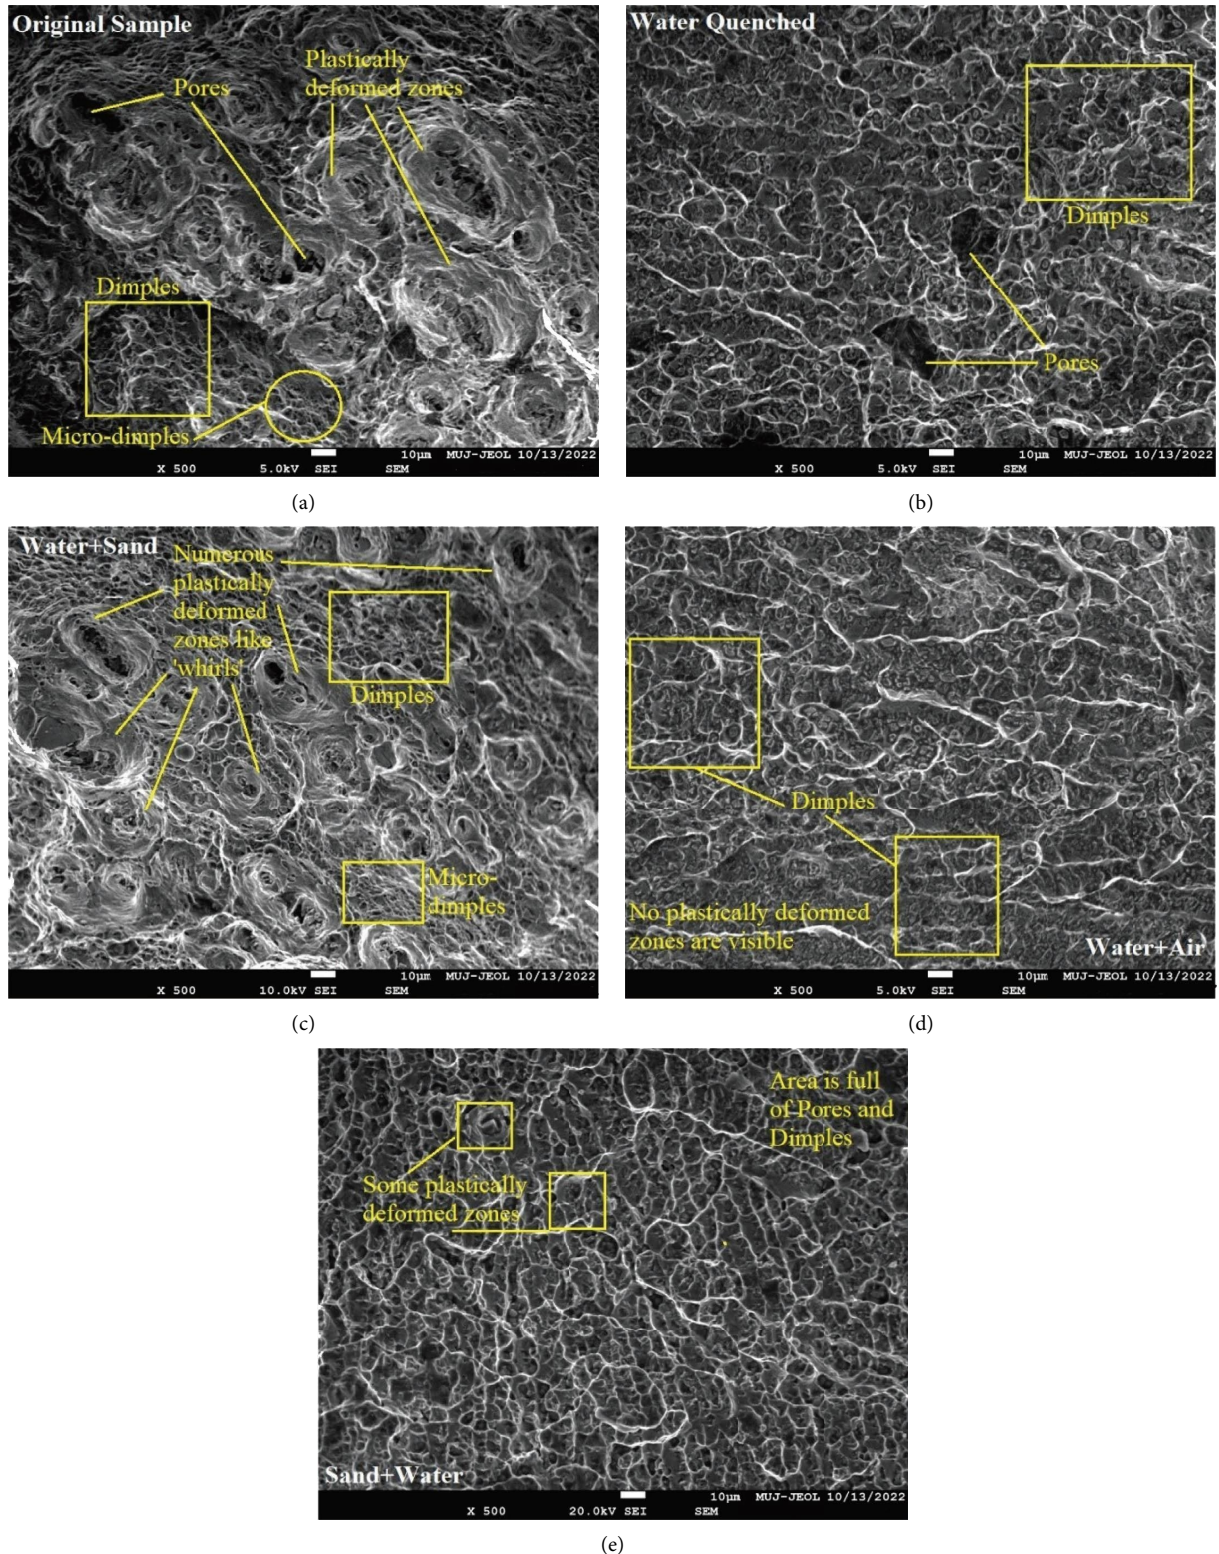 Original Sample
Plastically
deformed zones
Pores
Dimples
Micro-dimples
10μm MUJ-JEOL 10/13/2022
X 500 5.0kV SEI SEM
(a)
Water Quenched
Dimples
Pores
10μm MUJ-JEOL 10/13/2022
X 500 5.0kV SEI SEM
(b)
Water+Sand
Numerous
plastically
deformed
zones like
'whirls'
Dimples
Micro-
dimples
10μm MUJ-JEOL 10/13/2022
X 500 10.0kV SEI SEM
(c)
Dimples
No plastically deformed
zones are visible
Water+Air
10μm MUJ-JEOL 10/13/2022
X 500 5.0kV SEI SEM
(d)
Area is full
of Pores and
Dimples
Some plastically
deformed zones
Sand+Water
10μm MUJ-JEOL 10/13/2022
X 500 20.0kV SEI SEM
(e)